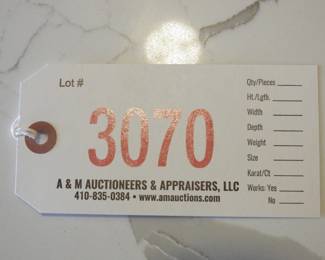 Lot #
3070
A & M AUCTIONEERS & APPRAISERS, LLC
410-835-0384 • www.amauctions.com
Qty/Pieces
Ht./Lgth.
Width
Depth
Weight
Size
Karat/Ct
Works: Yes
No